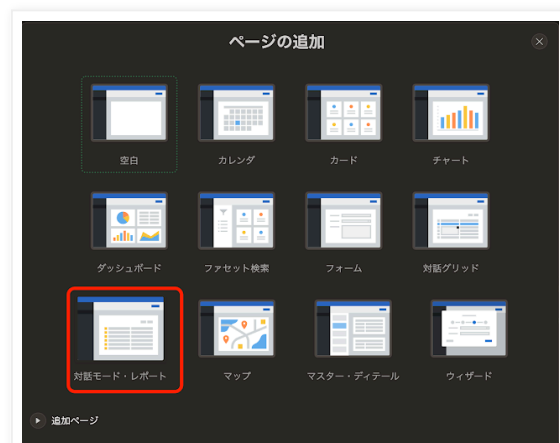 ページの追加
空白
カレンダ
カード
チャート
ダッシュボード
ファセット検索
フォーム
対話グリッド
対話モード・レポート
マップ
マスター・ディテール
ウィザード
追加ページ